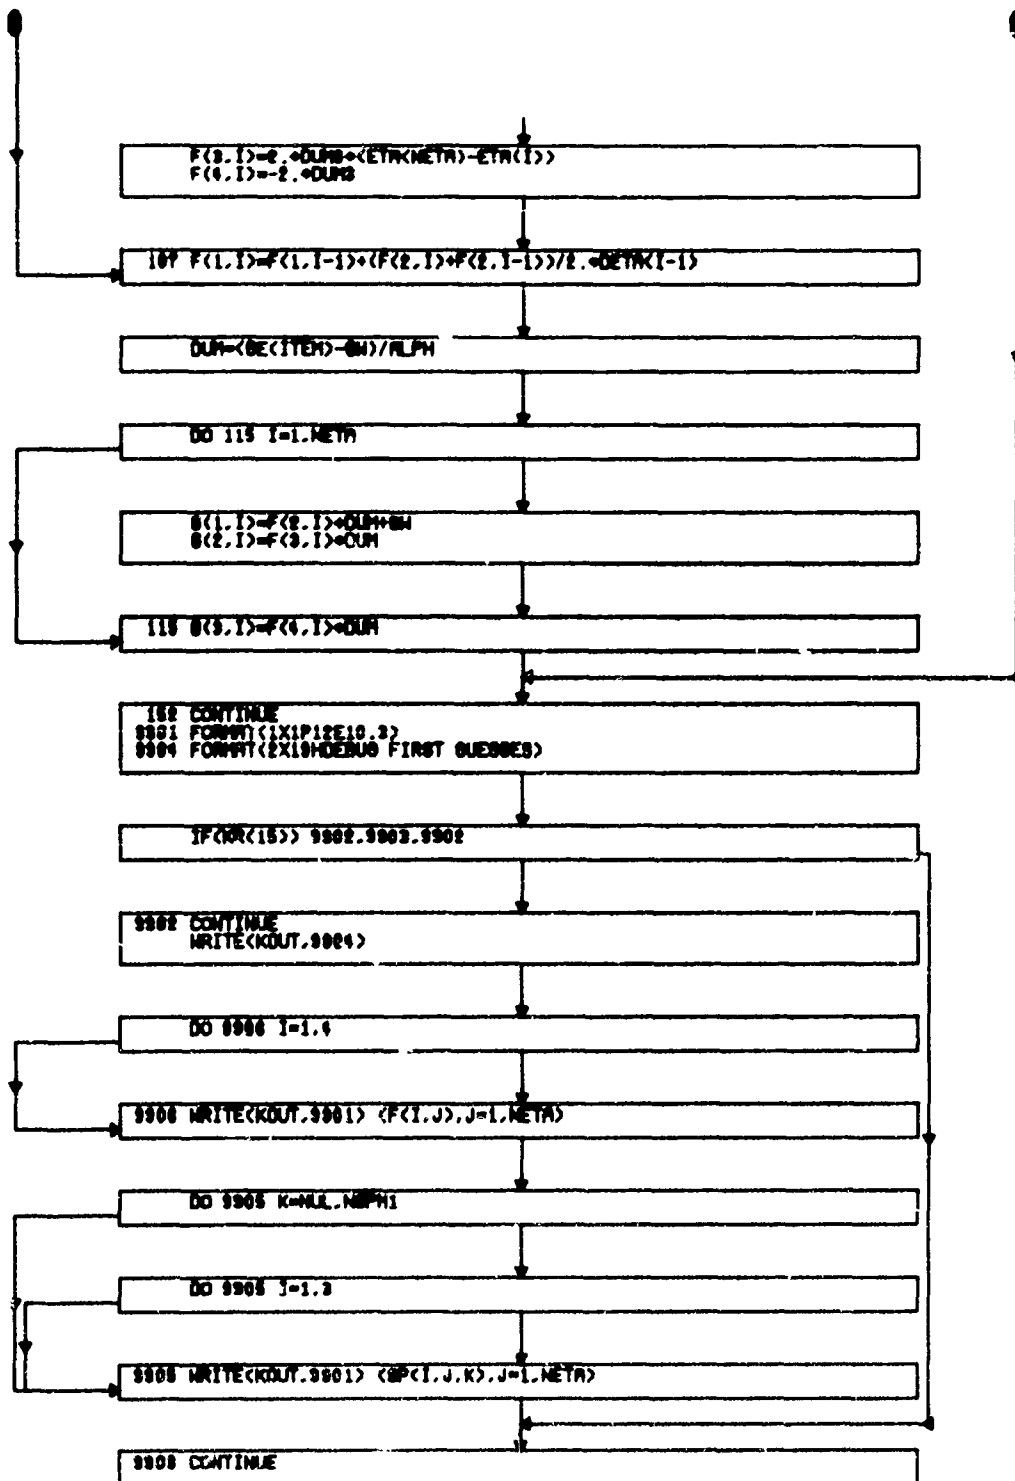 F(3,I)=2.*DUM3*(ETA(NETA)-ETA(I))
F(4,I)=-2.*DUM3
107 F(1,I)=F(1,I-1)+(F(2,I)+F(2,I-1))/2.*DETA(I-1)
DUM=(GE(ITEM)-GW)/ALPH
DO 115 I=1,NETA
G(1,I)=F(2,I)*DUM+GW
G(2,I)=F(3,I)*DUM
115 G(3,I)=F(4,I)*DUM
152 CONTINUE
9901 FORMAT(1X1P12E10.3)
9904 FORMAT(2X19HDEBUG FIRST GUESSES)
IF(KR(15)) 9902,9903,9902
9902 CONTINUE
WRITE(KOUT,9904)
DO 9906 I=1,4
9906 WRITE(KOUT,9901) (F(I,J),J=1,NETA)
DO 9905 K=NUL,NSPM1
DO 9905 I=1,3
9905 WRITE(KOUT,9901) (SP(I,J,K),J=1,NETA)
9903 CONTINUE